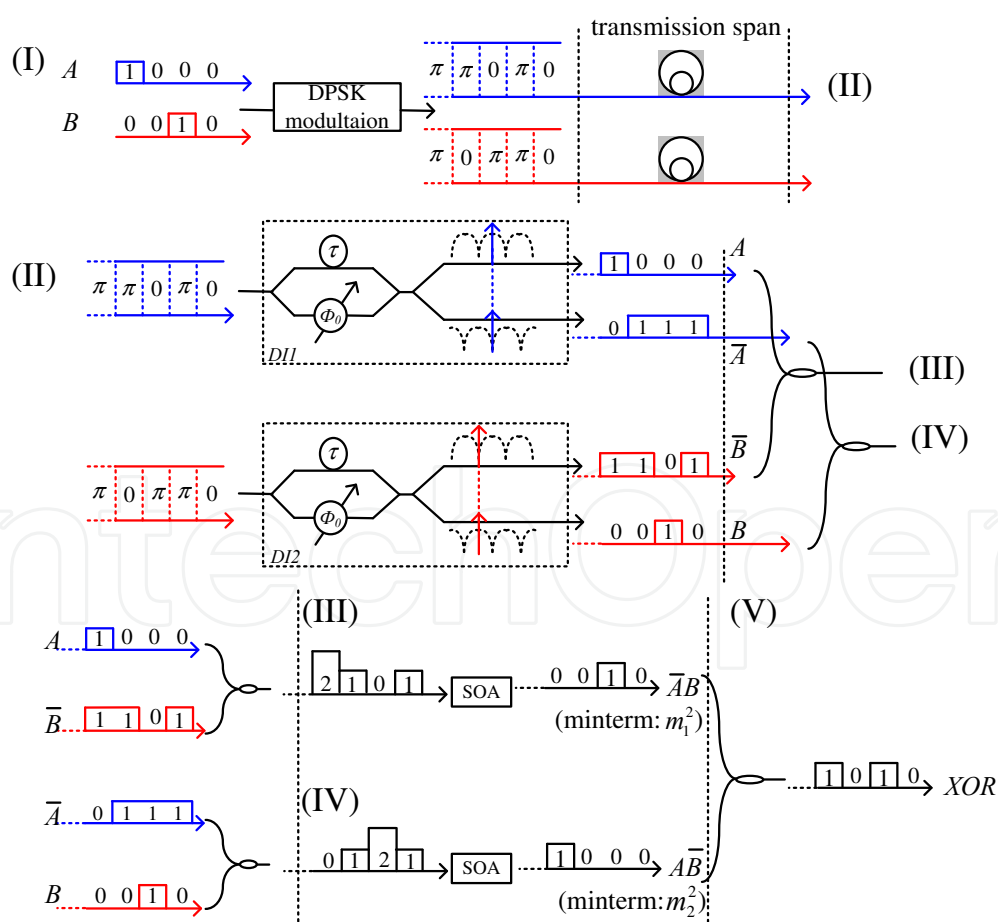 transmission span
(I)
A
1 0 0 0
B
0 0 1 0
DPSK
modultaion
π π 0 π 0
π 0 π π 0
(II)
(II)
π π 0 π 0
τ
Φ0
DI1
1 0 0 0
A
0 1 1 1
A̅
(III)
(IV)
π 0 π π 0
τ
Φ0
DI2
1 1 0 1
B̅
0 0 1 0
B
ntechOpen
(III)
(V)
A
1 0 0 0
B̅
1 1 0 1
2 1 0 1
SOA
0 0 1 0
A̅B
(minterm: m₁²)
1 0 1 0
XOR
(IV)
A̅
0 1 1 1
B
0 0 1 0
0 1 2 1
SOA
1 0 0 0
AB̅
(minterm: m₂²)